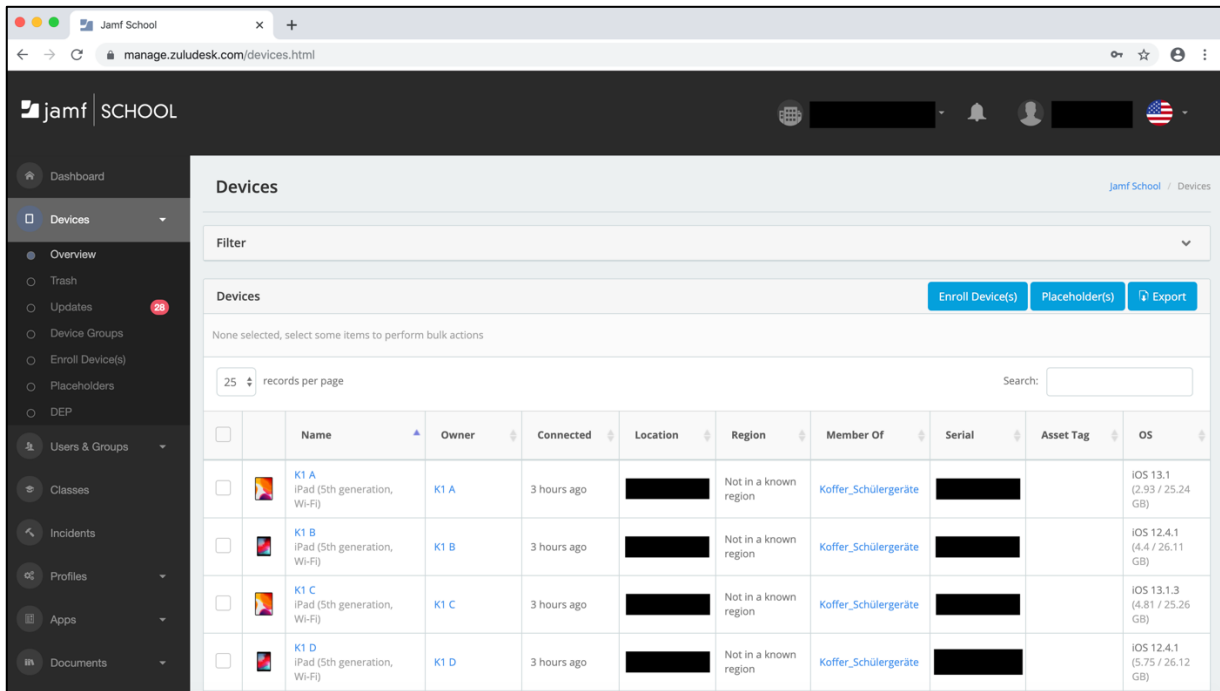 Jamf School
manage.zuludesk.com/devices.html
jamf SCHOOL
Dashboard
Devices
Overview
Trash
Updates 28
Device Groups
Enroll Device(s)
Placeholders
DEP
Users & Groups
Classes
Incidents
Profiles
Apps
Documents
Devices
Jamf School / Devices
Filter
Devices
Enroll Device(s) Placeholder(s) Export
None selected, select some items to perform bulk actions
25 records per page
Search:
Name Owner Connected Location Region Member Of Serial Asset Tag OS
K1 A
iPad (5th generation,
Wi-Fi)
K1 A
3 hours ago
Not in a known
region
Koffer_Schülergeräte
iOS 13.1
(2.93 / 25.24
GB)
K1 B
iPad (5th generation,
Wi-Fi)
K1 B
3 hours ago
Not in a known
region
Koffer_Schülergeräte
iOS 12.4.1
(4.4 / 26.11
GB)
K1 C
iPad (5th generation,
Wi-Fi)
K1 C
3 hours ago
Not in a known
region
Koffer_Schülergeräte
iOS 13.1.3
(4.81 / 25.26
GB)
K1 D
iPad (5th generation,
Wi-Fi)
K1 D
3 hours ago
Not in a known
region
Koffer_Schülergeräte
iOS 12.4.1
(5.75 / 26.12
GB)